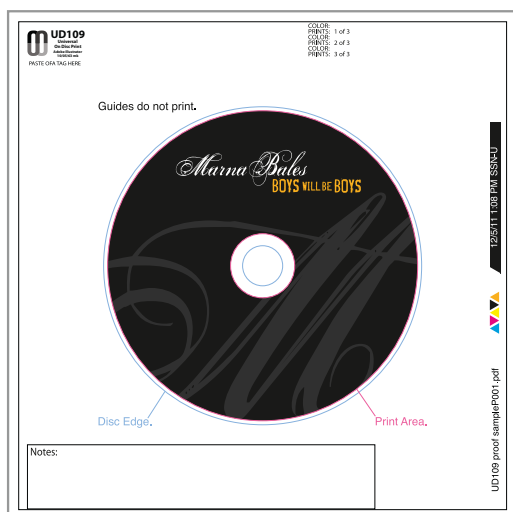 UD109
Universal
On Disc Print
Adobe Illustrator
PASTE OFA TAG HERE
COLOR:
PRINTS: 1 of 3
COLOR:
PRINTS: 2 of 3
COLOR:
PRINTS: 3 of 3
Guides do not print.
Marna Bales
BOYS WILL BE BOYS
12/5/11 1:08 PM SSN-U
UD109 proof sampleP001.pdf
Disc Edge.
Print Area.
Notes: